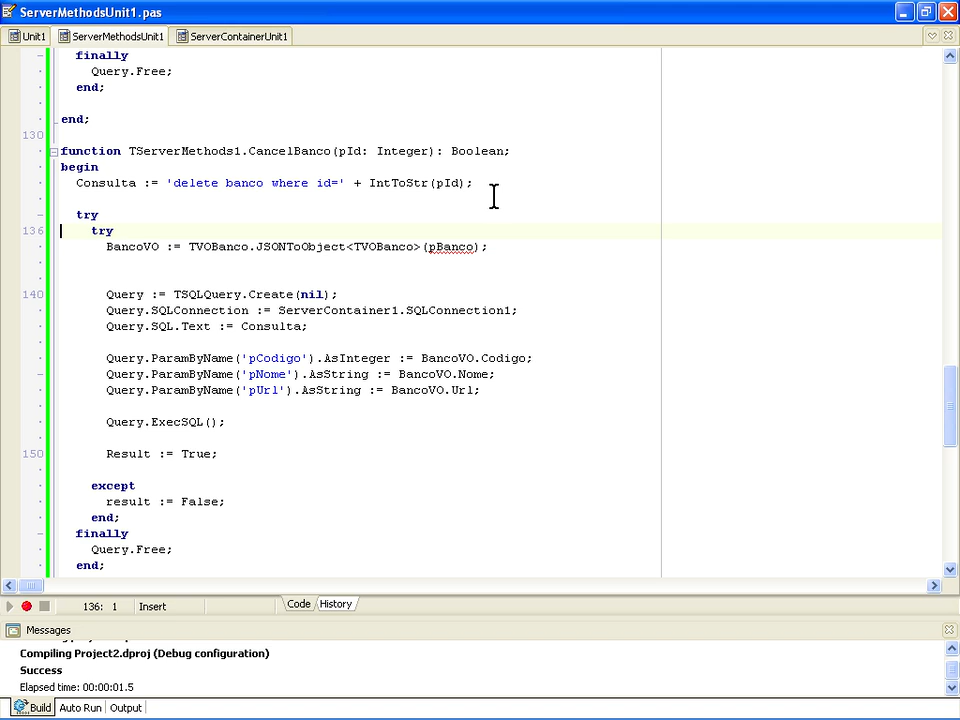 ServerMethodsUnit1.pas
Unit1 ServerMethodsUnit1 ServerContainerUnit1
finally
Query.Free;
end;
end;
130
function TServerMethods1.CancelBanco(pId: Integer): Boolean;
begin
Consulta := 'delete banco where id=' + IntToStr(pId);
try
136 try
BancoVO := TVOBanco.JSONToObject<TVOBanco>(pBanco);
140 Query := TSQLQuery.Create(nil);
Query.SQLConnection := ServerContainer1.SQLConnection1;
Query.SQL.Text := Consulta;
Query.ParamByName('pCodigo').AsInteger := BancoVO.Codigo;
Query.ParamByName('pNome').AsString := BancoVO.Nome;
Query.ParamByName('pUrl').AsString := BancoVO.Url;
Query.ExecSQL();
150 Result := True;
except
result := False;
end;
finally
Query.Free;
end;
136: 1 Insert Code History
Messages
Compiling Project2.dproj (Debug configuration)
Success
Elapsed time: 00:00:01.5
Build Auto Run Output